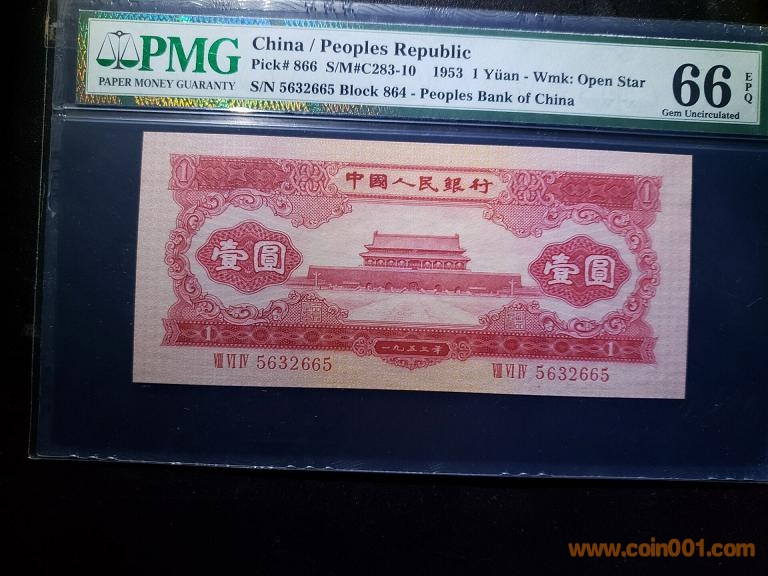 PMG
PAPER MONEY GUARANTY
China / Peoples Republic
Pick# 866 S/M#C283-10 1953 1 Yüan - Wmk: Open Star
S/N 5632665 Block 864 - Peoples Bank of China
66 EPQ
Gem Uncirculated
中國人民銀行
1 1
壹圓 壹圓
1 1
一九五三年
VIII VI IV 5632665 VIII VI IV 5632665
www.coin001.com